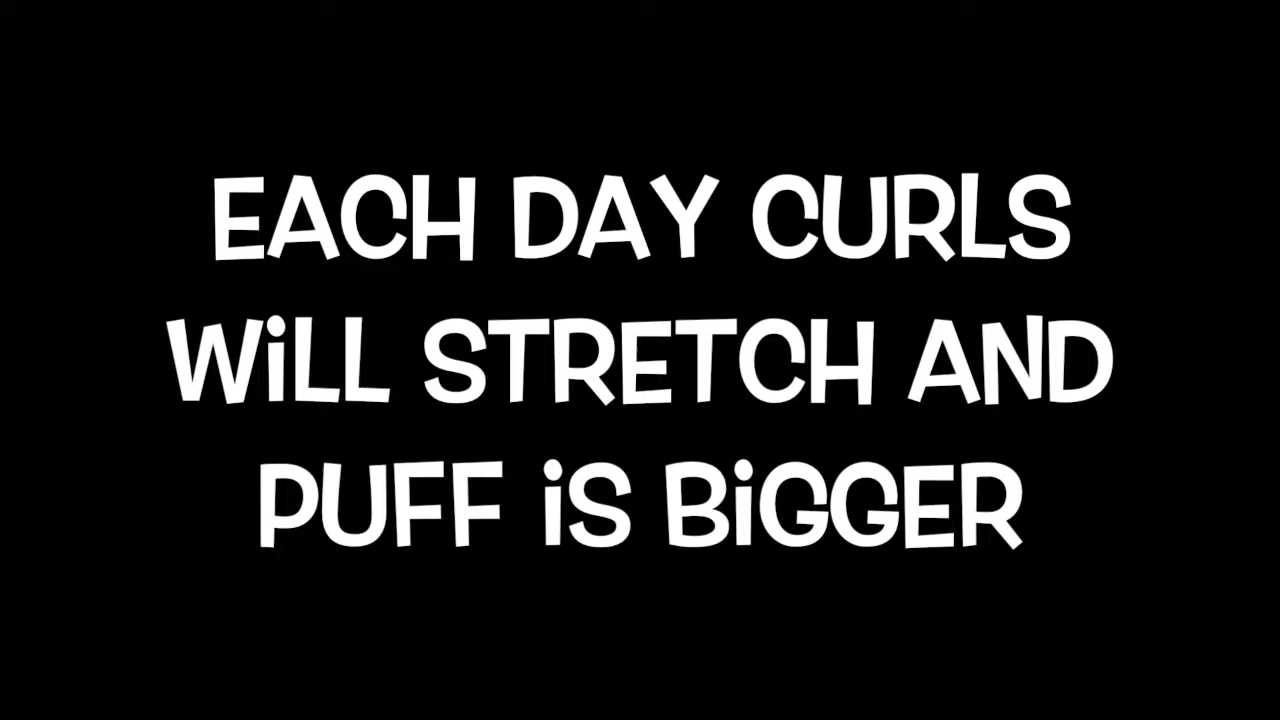 EACH DAY CURLS
WiLL STRETCH AND
PUFF iS BiGGER